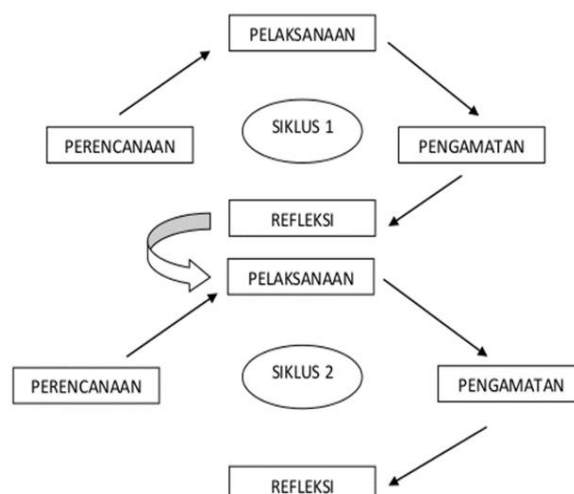 PELAKSANAAN
PERENCANAAN
SIKLUS 1
PENGAMATAN
REFLEKSI
PELAKSANAAN
SIKLUS 2
PERENCANAAN
PENGAMATAN
REFLEKSI